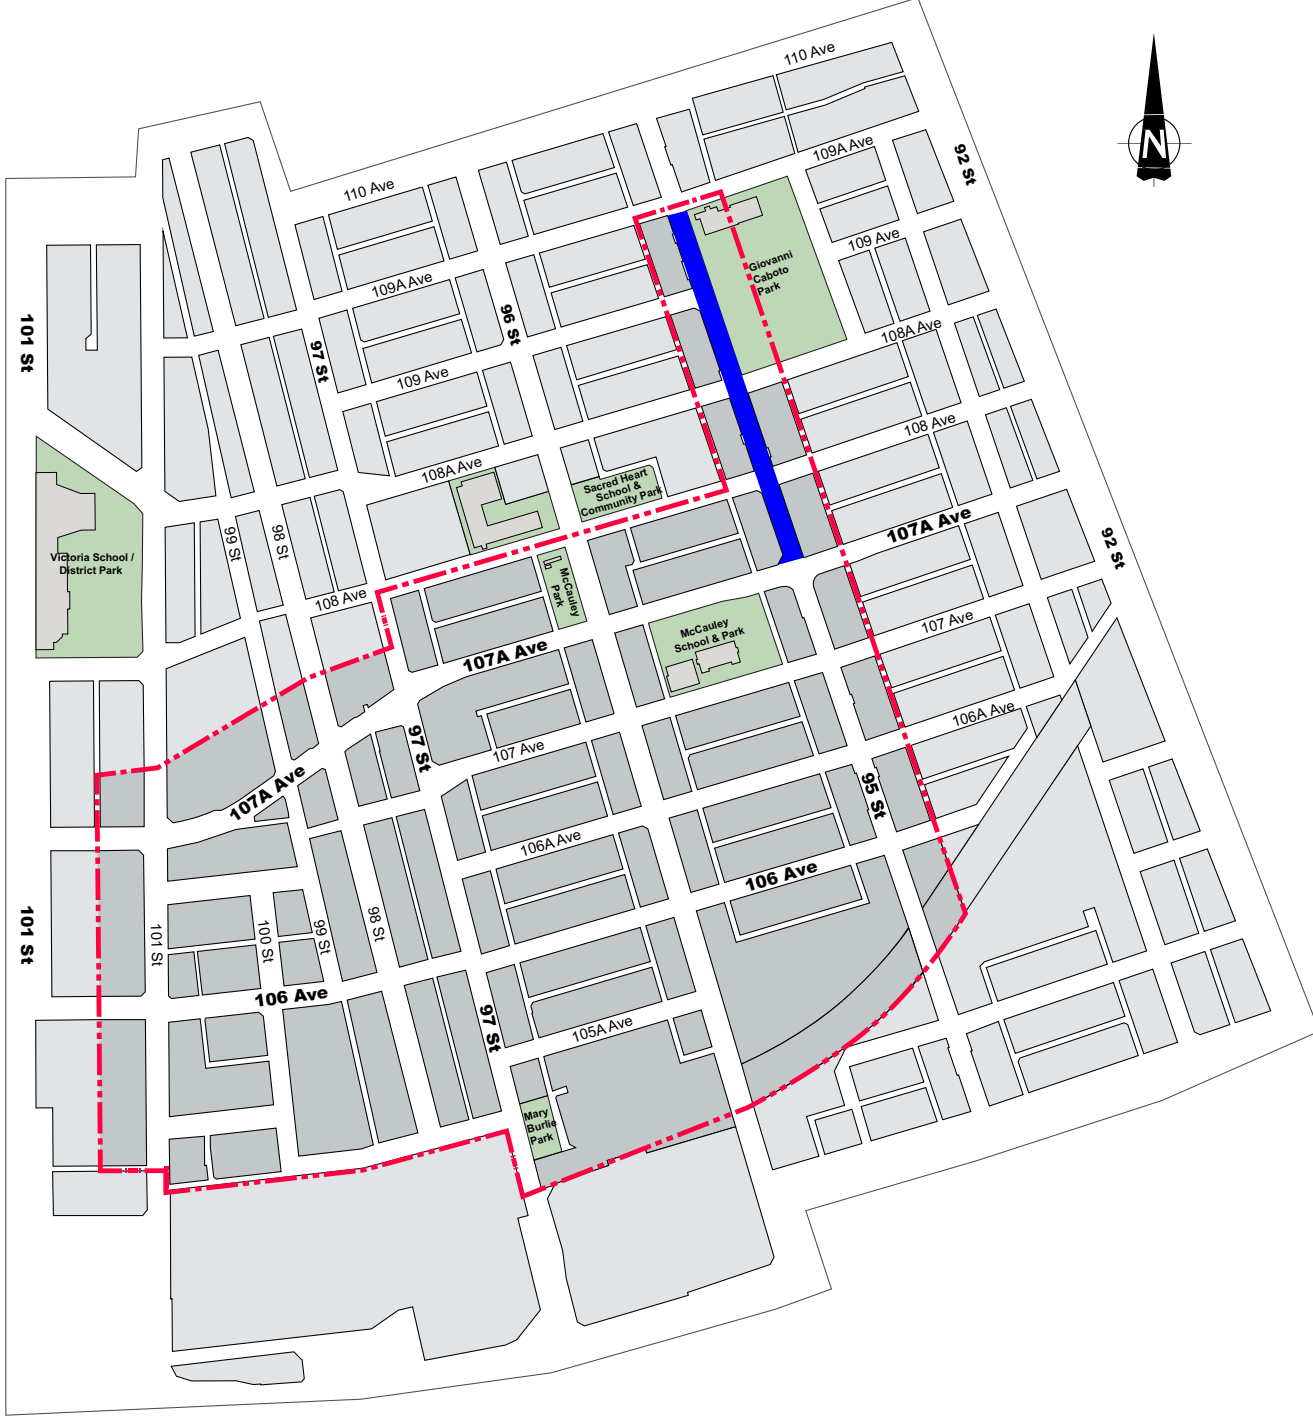 110 Ave
N
109A Ave
92 St
110 Ave
109 Ave
Giovanni
Caboto
Park
109A Ave
96 St
101 St
97 St
108A Ave
109 Ave
108 Ave
108A Ave
Sacred Heart
School &
Community Park
107A Ave
99 St
98 St
92 St
Victoria School /
District Park
McCauley
Park
108 Ave
107 Ave
McCauley
School & Park
107A Ave
106A Ave
97 St
107 Ave
107A Ave
95 St
106A Ave
106 Ave
101 St
101 St
100 St
99 St
98 St
106 Ave
97 St
105A Ave
Mary
Burlie
Park